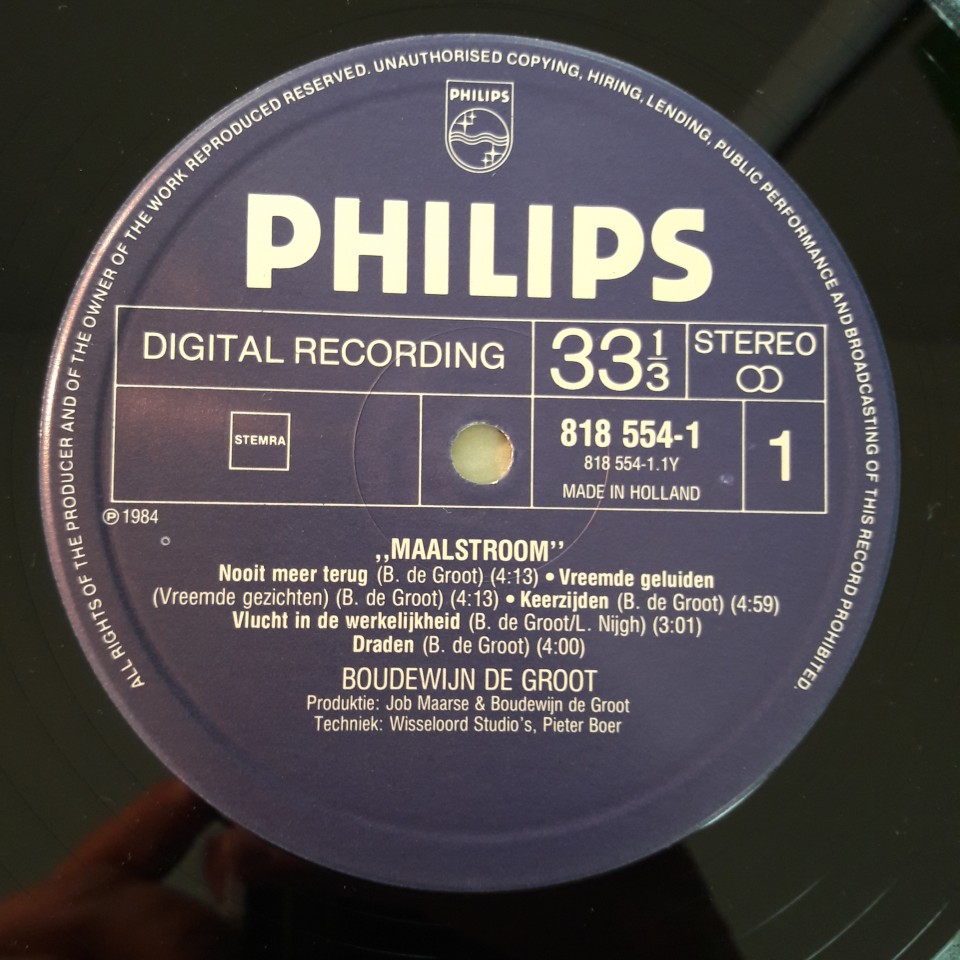 ALL RIGHTS OF THE PRODUCER AND OF THE OWNER OF THE WORK REPRODUCED RESERVED. UNAUTHORISED COPYING, HIRING, LENDING, PUBLIC PERFORMANCE AND BROADCASTING OF THIS RECORD PROHIBITED.
PHILIPS
PHILIPS
DIGITAL RECORDING
33 1/3
STEREO
STEMRA
818 554-1
818 554-1.1Y
MADE IN HOLLAND
1
℗ 1984
,,MAALSTROOM”
Nooit meer terug (B. de Groot) (4:13) • Vreemde geluiden
(Vreemde gezichten) (B. de Groot) (4:13) • Keerzijden (B. de Groot) (4:59)
Vlucht in de werkelijkheid (B. de Groot/L. Nijgh) (3:01)
Draden (B. de Groot) (4:00)
BOUDEWIJN DE GROOT
Produktie: Job Maarse & Boudewijn de Groot
Techniek: Wisseloord Studio's, Pieter Boer